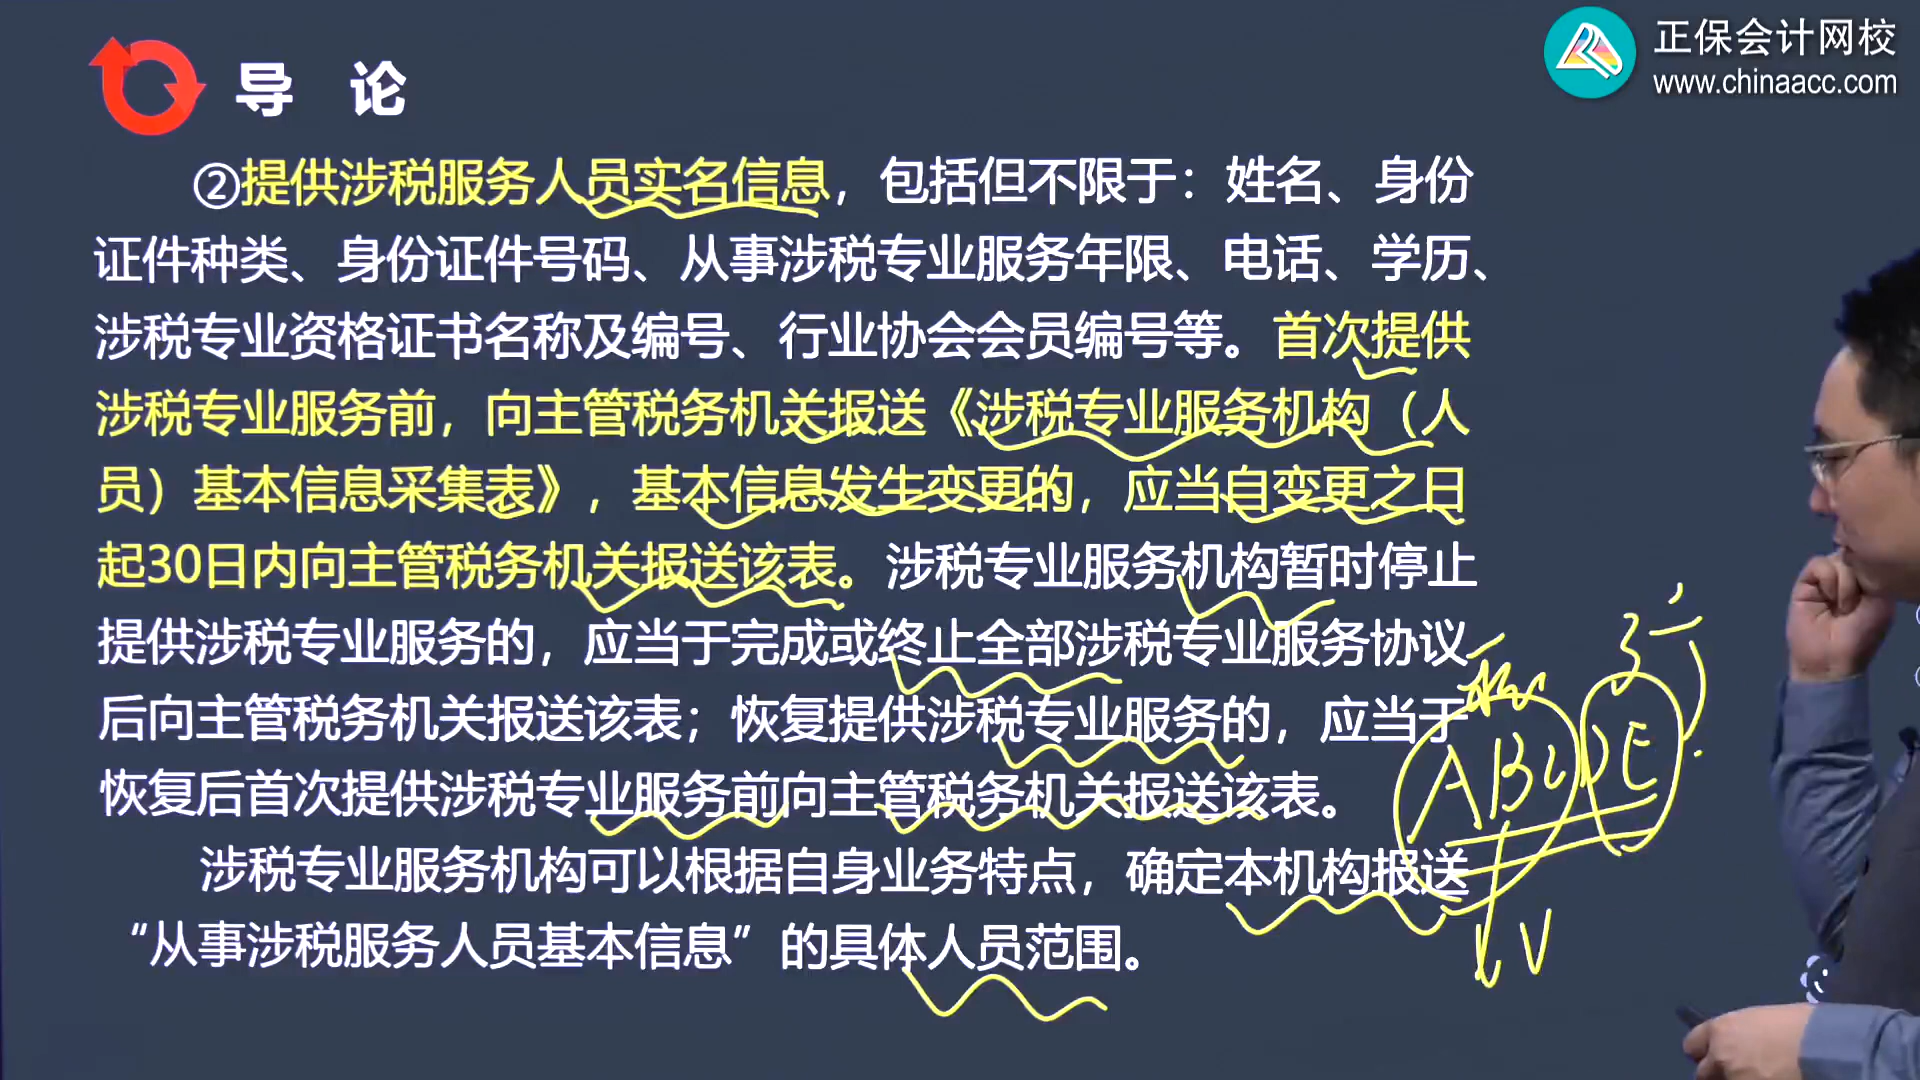 正保会计网校
www.chinaacc.com
导 论
②提供涉税服务人员实名信息，包括但不限于：姓名、身份
证件种类、身份证件号码、从事涉税专业服务年限、电话、学历、
涉税专业资格证书名称及编号、行业协会会员编号等。首次提供
涉税专业服务前，向主管税务机关报送《涉税专业服务机构（人
员）基本信息采集表》，基本信息发生变更的，应当自变更之日
起30日内向主管税务机关报送该表。涉税专业服务机构暂时停止
提供涉税专业服务的，应当于完成或终止全部涉税专业服务协议
后向主管税务机关报送该表；恢复提供涉税专业服务的，应当于
恢复后首次提供涉税专业服务前向主管税务机关报送该表。
涉税专业服务机构可以根据自身业务特点，确定本机构报送
“从事涉税服务人员基本信息”的具体人员范围。